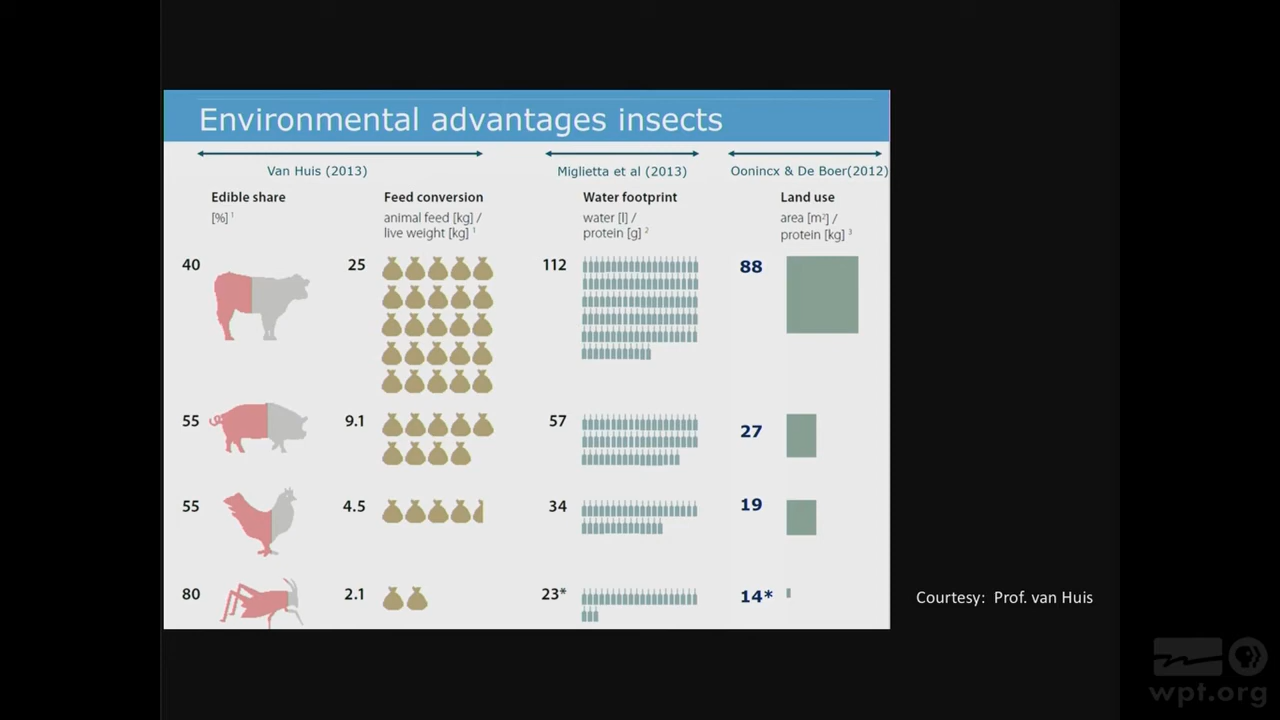 Environmental advantages insects
Van Huis (2013)
Miglietta et al (2013)
Oonincx & De Boer(2012)
Edible share
[%] 1
Feed conversion
animal feed [kg] /
live weight [kg] 1
Water footprint
water [l] /
protein [g] 2
Land use
area [m2] /
protein [kg] 3
40 25 112 88
55 9.1 57 27
55 4.5 34 19
80 2.1 23* 14*
Courtesy: Prof. van Huis
PBS
wpt.org